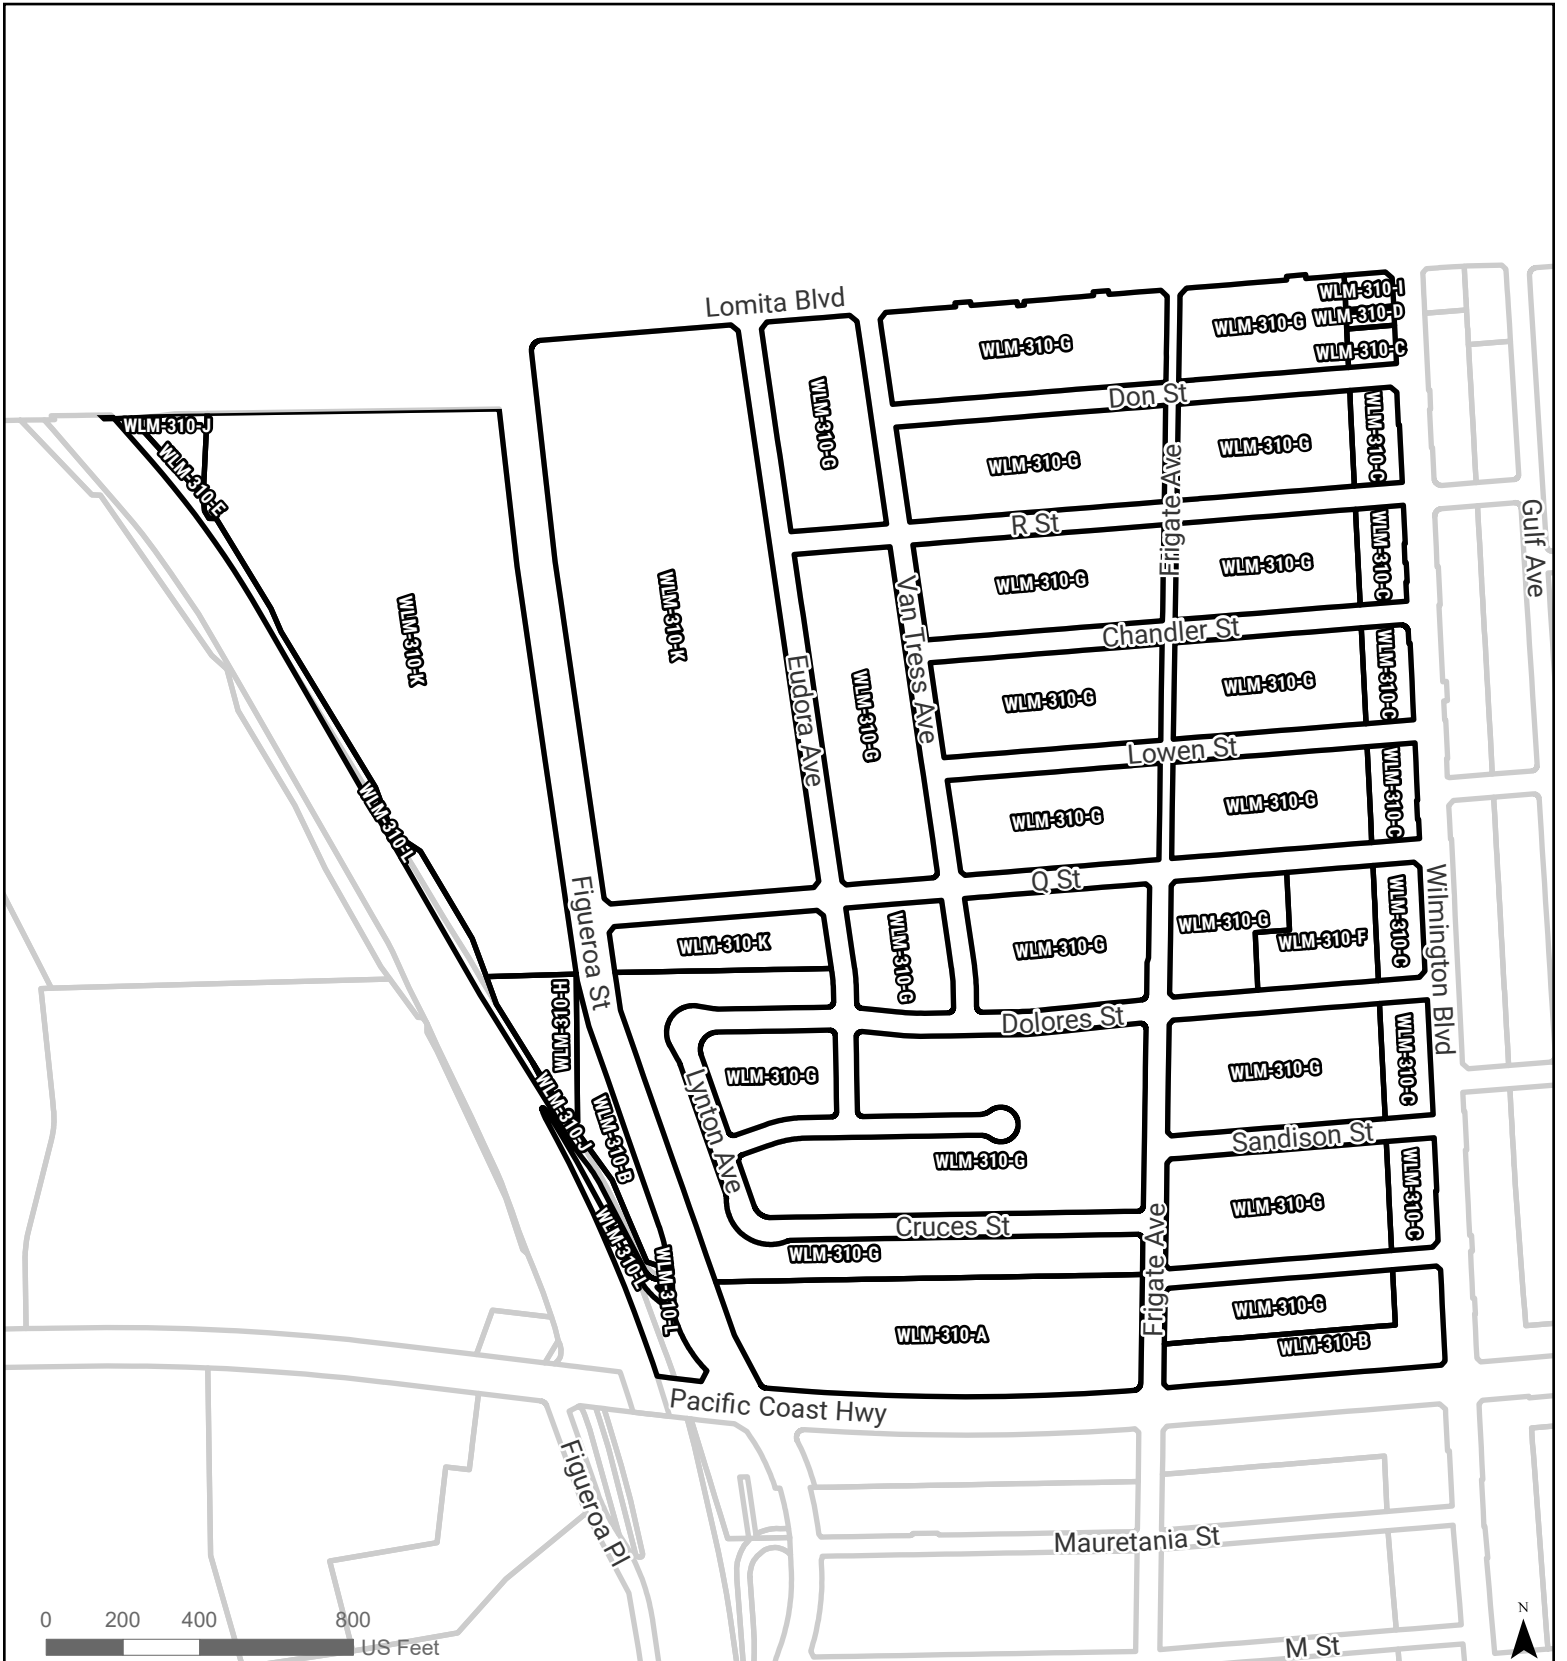 Lomita Blvd
WLM-310-I
WLM-310-G
WLM-310-D
WLM-310-G
WLM-310-C
WLM-310-G
Don St
WLM-310-J
WLM-310-E
WLM-310-G
WLM-310-G
WLM-310-C
Frigate Ave
R St
Gulf Ave
WLM-310-K
WLM-310-K
WLM-310-G
WLM-310-G
WLM-310-C
Van Tress Ave
Chandler St
Eudora Ave
WLM-310-G
WLM-310-G
WLM-310-G
WLM-310-C
Lowen St
WLM-310-L
WLM-310-G
WLM-310-G
WLM-310-C
Q St
Figueroa St
WLM-310-K
WLM-310-G
WLM-310-G
WLM-310-G
WLM-310-F
WLM-310-C
Wilmington Blvd
WLM-310-H
Dolores St
WLM-310-J
WLM-310-B
Lynton Ave
WLM-310-G
WLM-310-G
WLM-310-C
Sandison St
WLM-310-G
WLM-310-G
WLM-310-C
Cruces St
WLM-310-G
Frigate Ave
WLM-310-L
WLM-310-L
WLM-310-A
WLM-310-G
WLM-310-B
Pacific Coast Hwy
Figueroa Pl
Mauretania St
M St
0 200 400 800
US Feet
N